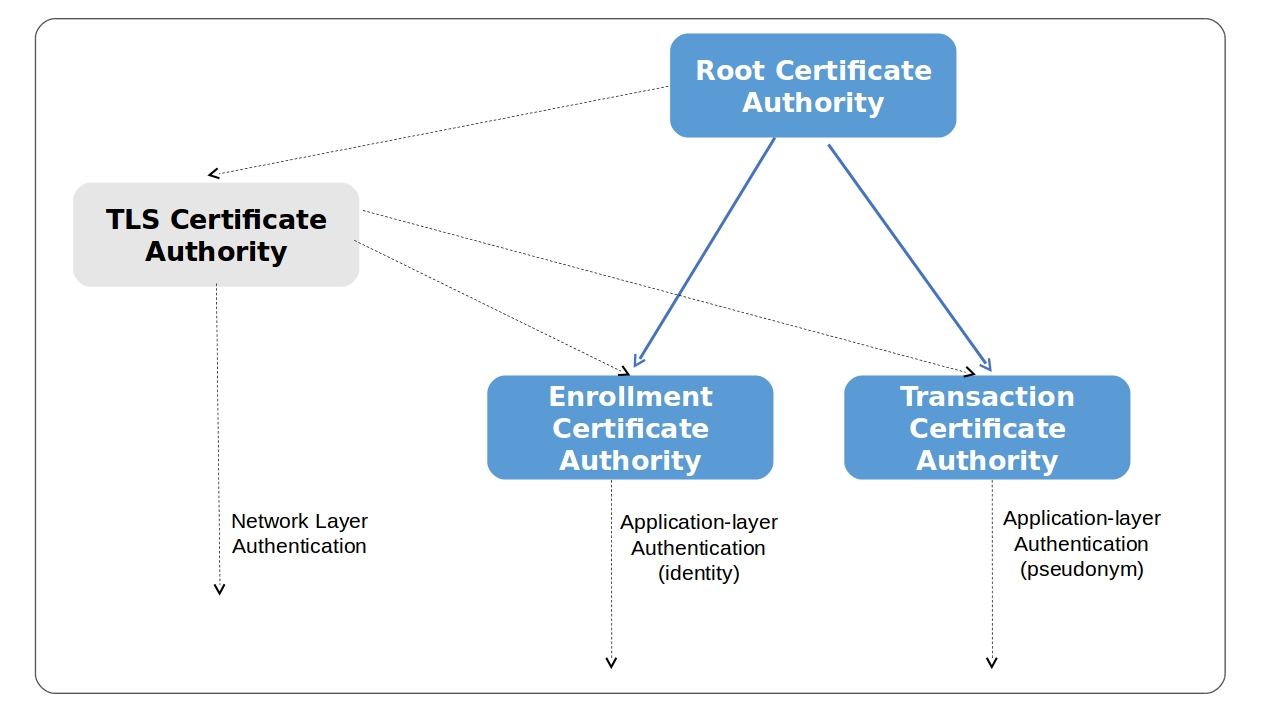 Root Certificate
Authority
TLS Certificate
Authority
Enrollment
Certificate
Authority
Transaction
Certificate
Authority
Network Layer
Authentication
Application-layer
Authentication
(identity)
Application-layer
Authentication
(pseudonym)